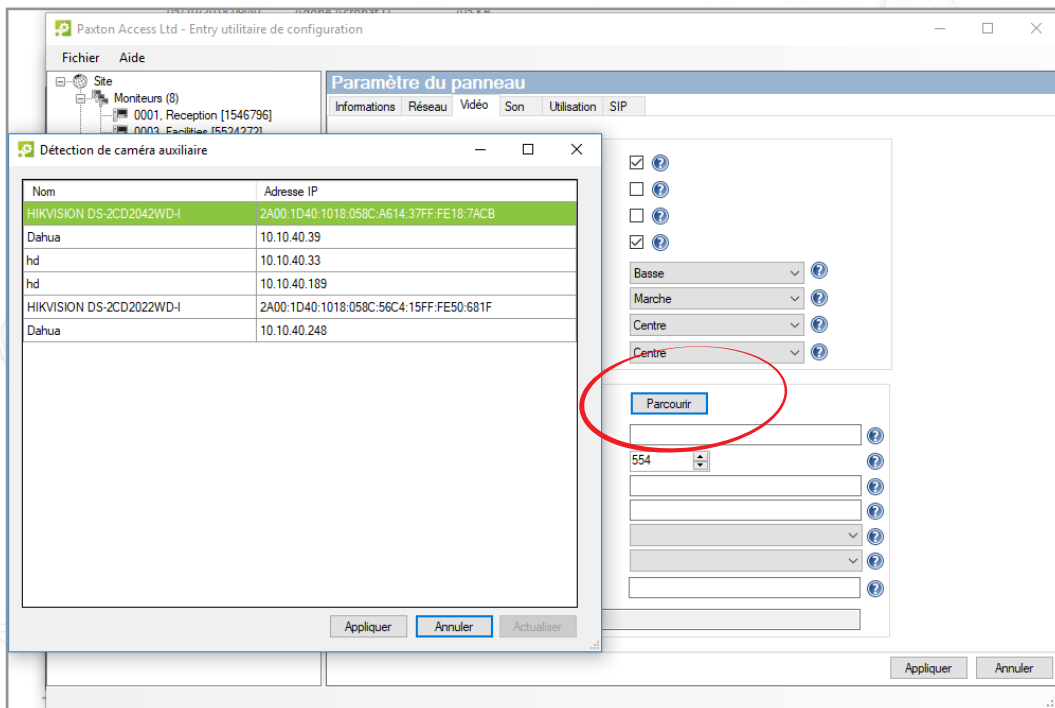 Paxton Access Ltd - Entry utilitaire de configuration
Fichier Aide
Site
Moniteurs (8)
0001, Reception [1546796]
0003, Facilities [5524272]
Paramètre du panneau
Informations Réseau Vidéo Son Utilisation SIP
Détection de caméra auxiliaire
Nom Adresse IP
HIKVISION DS-2CD2042WD-I 2A00:1D40:1018:058C:A614:37FF:FE18:7ACB
Dahua 10.10.40.39
hd 10.10.40.33
hd 10.10.40.189
HIKVISION DS-2CD2022WD-I 2A00:1D40:1018:058C:56C4:15FF:FE50:681F
Dahua 10.10.40.248
Appliquer Annuler Actualiser
Basse
Marche
Centre
Centre
Parcourir
554
Appliquer Annuler